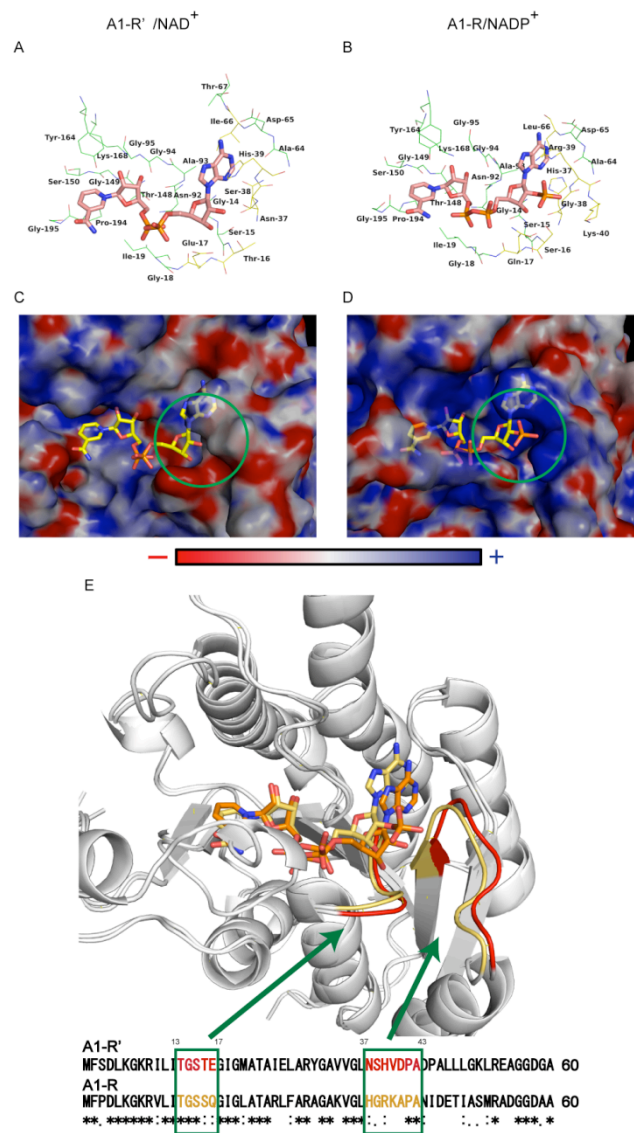 A1-R' /NAD+
A1-R/NADP+
A
B
Thr-67
Ile-66
Asp-65
Tyr-164
Gly-95
Lys-168
Gly-94
Ala-64
Ala-93
His-39
Ser-150
Gly-149
Asn-92
Ser-38
Thr-148
Gly-14
Asn-37
Gly-195
Pro-194
Ser-15
Glu-17
Thr-16
Ile-19
Gly-18
Leu-66
Asp-65
Tyr-164
Gly-95
Arg-39
Lys-168
Gly-94
Ala-64
Gly-149
His-37
Ser-150
Asn-92
Gly-38
Thr-148
Gly-14
Lys-40
Gly-195
Pro-194
Ser-15
Ile-19
Ser-16
Gly-18
Gln-17
C
D
− +
E
13 17 37 43
A1-R'
MFSDLKGKRILITGSTEGIGMATAIELARYGAVVGLNSHVDPADPALLLGKLREAGGDGA 60
A1-R
MFPDLKGKRVLITGSSQGIGLATARLFARAGAKVGLHGRKAPANIDETIASMRADGGDAA 60